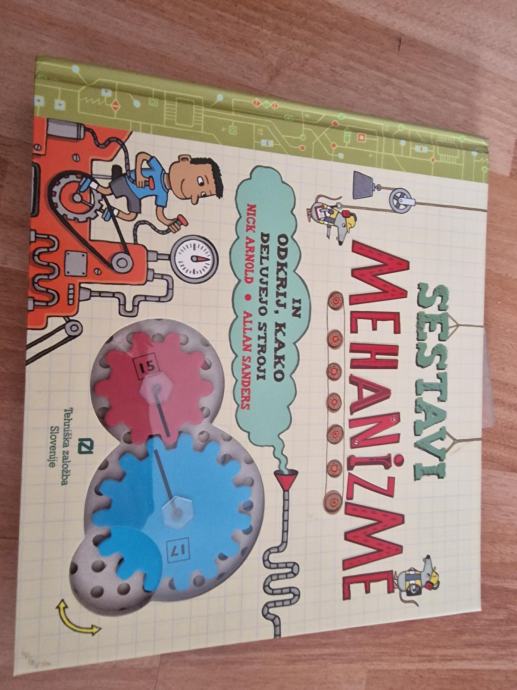 SESTAVI
MEHANIZME
IN
ODKRIJ, KAKO
DELUJEJO STROJI
NICK ARNOLD • ALLAN SANDERS
15
17
Tehniška založba
Slovenije